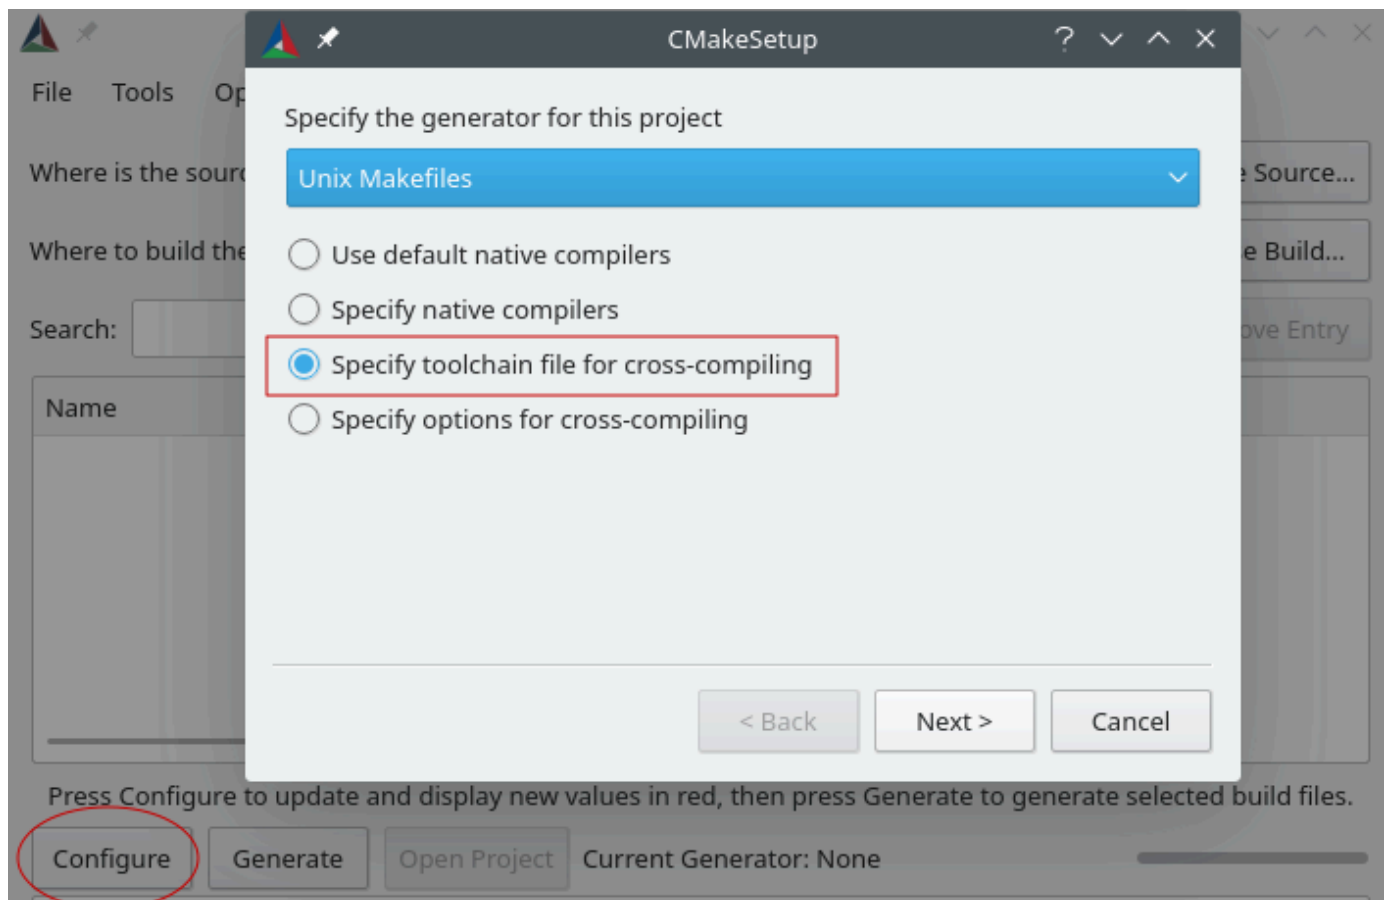 CMakeSetup
File Tools Op
Specify the generator for this project
Where is the sourc
Unix Makefiles
e Source...
Where to build the
Use default native compilers
e Build...
Search:
Specify native compilers
ove Entry
Specify toolchain file for cross-compiling
Name
Specify options for cross-compiling
< Back Next > Cancel
Press Configure to update and display new values in red, then press Generate to generate selected build files.
Configure Generate Open Project Current Generator: None